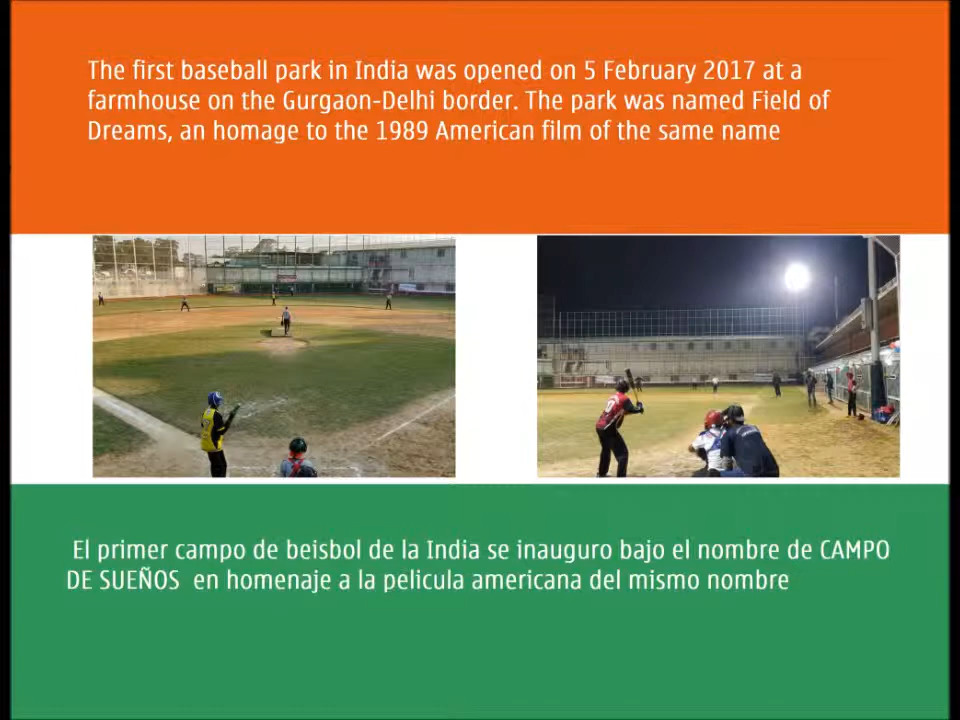 The first baseball park in India was opened on 5 February 2017 at a
farmhouse on the Gurgaon-Delhi border. The park was named Field of
Dreams, an homage to the 1989 American film of the same name
El primer campo de beisbol de la India se inauguro bajo el nombre de CAMPO
DE SUEÑOS en homenaje a la pelicula americana del mismo nombre